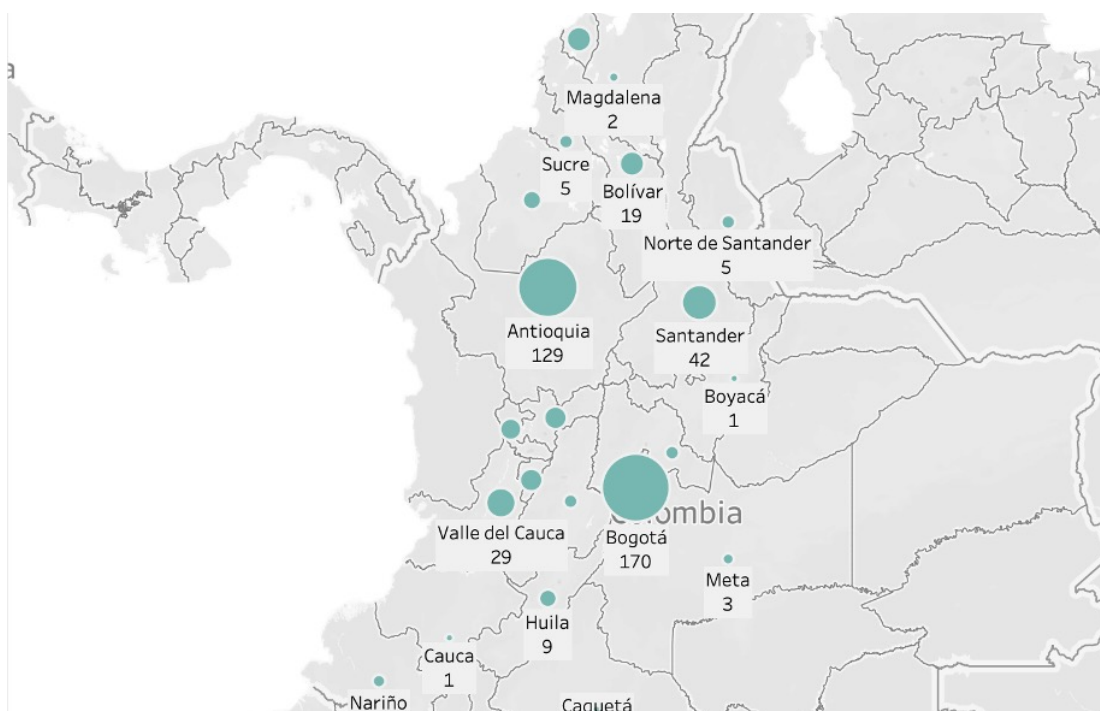 a
Magdalena
2
Sucre
5
Bolívar
19
Norte de Santander
5
Antioquia
129
Santander
42
Boyacá
1
Colombia
Valle del Cauca
29
Bogotá
170
Meta
3
Huila
9
Cauca
1
Nariño
Caquetá